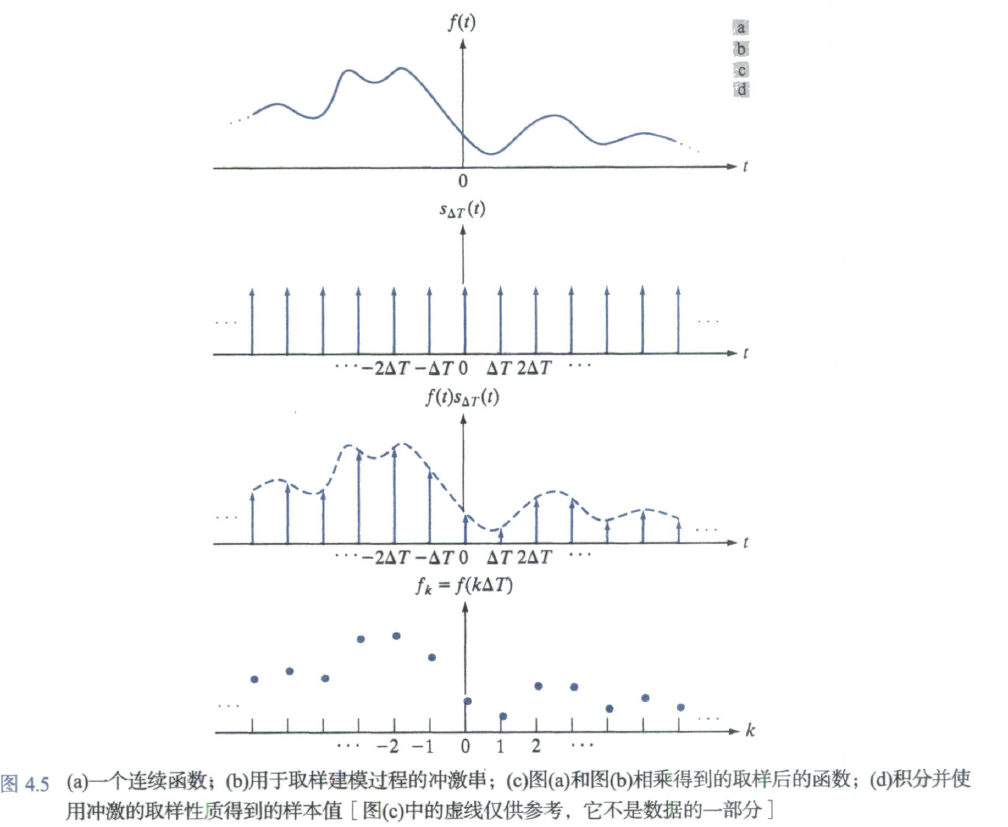 f(t)
a
b
c
d
t
0
s_ΔT(t)
... ...
t
···−2ΔT −ΔT 0 ΔT 2ΔT ···
f(t)s_ΔT(t)
... ...
t
···−2ΔT −ΔT 0 ΔT 2ΔT ···
f_k = f(kΔT)
... ...
k
··· −2 −1 0 1 2 ···
图 4.5 (a)一个连续函数；(b)用于取样建模过程的冲激串；(c)图(a)和图(b)相乘得到的取样后的函数；(d)积分并使
用冲激的取样性质得到的样本值［图(c)中的虚线仅供参考，它不是数据的一部分］